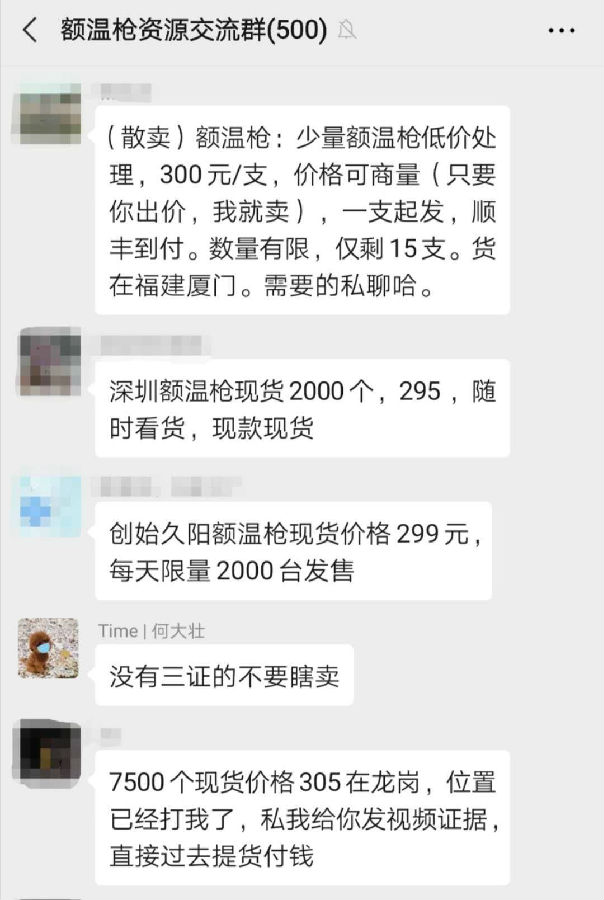 额温枪资源交流群(500)
（散卖）额温枪：少量额温枪低价处
理，300元/支，价格可商量（只要
你出价，我就卖），一支起发，顺
丰到付。数量有限，仅剩15支。货
在福建厦门。需要的私聊哈。
深圳额温枪现货2000个，295 ，随
时看货，现款现货
创始久阳额温枪现货价格299元，
每天限量2000台发售
Time | 何大壮
没有三证的不要瞎卖
7500个现货价格305在龙岗，位置
已经打我了，私我给你发视频证据，
直接过去提货付钱